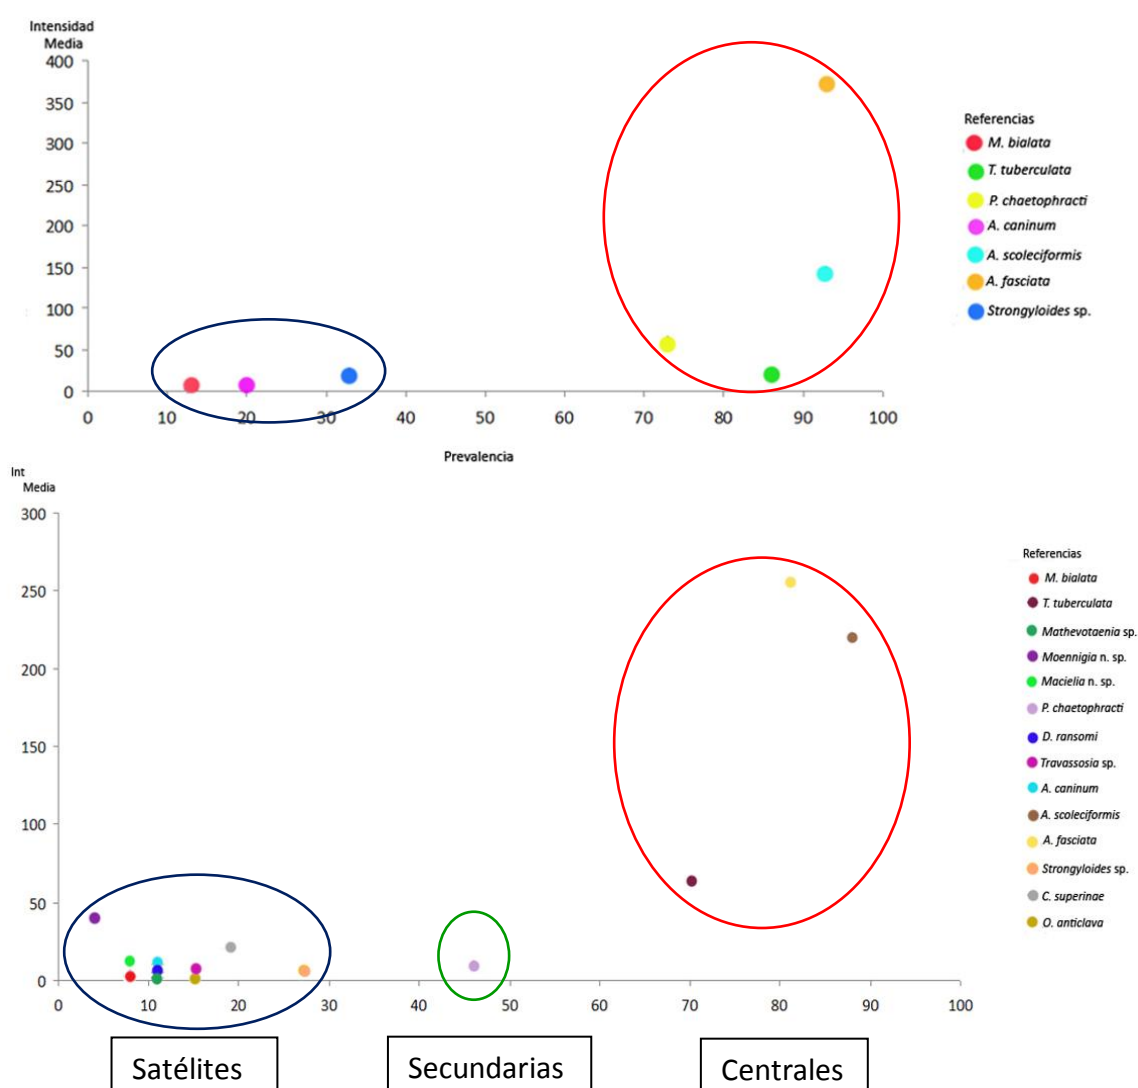 Intensidad
Media
400
350
300
250
200
150
100
50
0
0 10 20 30 40 50 60 70 80 90 100
Prevalencia
Referencias
M. bialata
T. tuberculata
P. chaetophracti
A. caninum
A. scoleciformis
A. fasciata
Strongyloides sp.
Int
Media
300
250
200
150
100
50
0
0 10 20 30 40 50 60 70 80 90 100
Referencias
M. bialata
T. tuberculata
Mathevotaenia sp.
Moennigia n. sp.
Macielia n. sp.
P. chaetophracti
D. ransomi
Travassosia sp.
A. caninum
A. scoleciformis
A. fasciata
Strongyloides sp.
C. superinae
O. anticlava
Satélites
Secundarias
Centrales